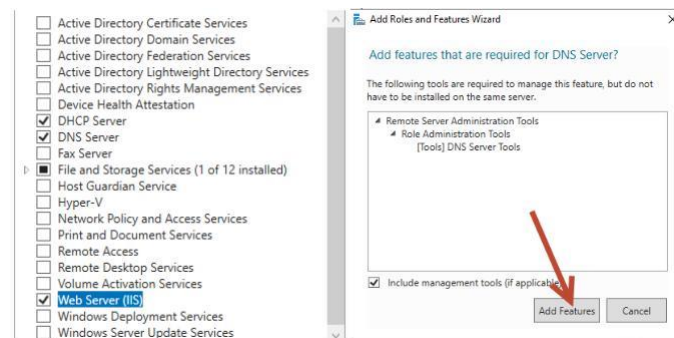 Active Directory Certificate Services
Active Directory Domain Services
Active Directory Federation Services
Active Directory Lightweight Directory Services
Active Directory Rights Management Services
Device Health Attestation
DHCP Server
DNS Server
Fax Server
File and Storage Services (1 of 12 installed)
Host Guardian Service
Hyper-V
Network Policy and Access Services
Print and Document Services
Remote Access
Remote Desktop Services
Volume Activation Services
Web Server (IIS)
Windows Deployment Services
Windows Server Update Services
Add Roles and Features Wizard
Add features that are required for DNS Server?
The following tools are required to manage this feature, but do not
have to be installed on the same server.
Remote Server Administration Tools
Role Administration Tools
[Tools] DNS Server Tools
Include management tools (if applicable)
Add Features
Cancel